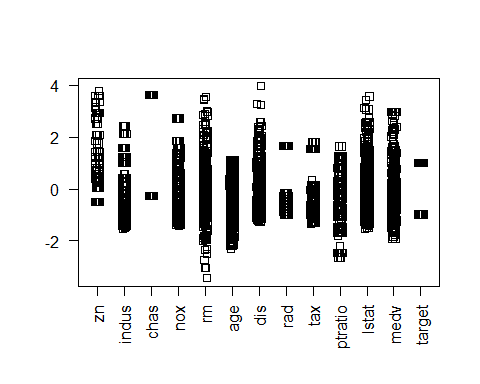 4
2
0
-2
zn
indus
chas
nox
rm
age
dis
rad
tax
ptratio
lstat
medv
target